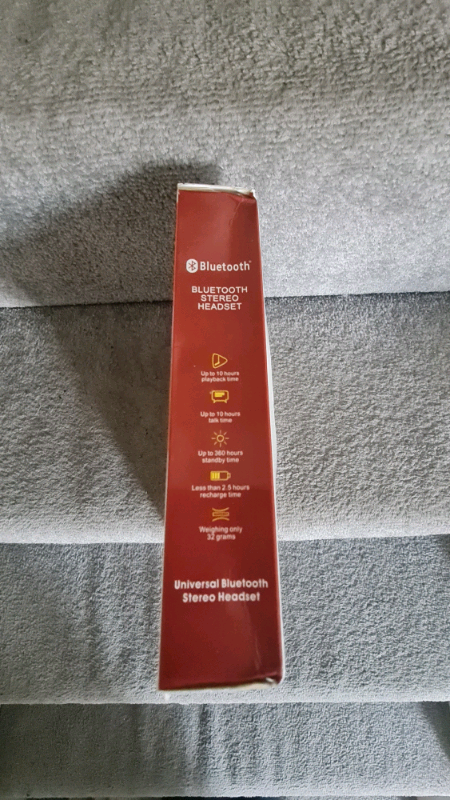 Bluetooth
BLUETOOTH
STEREO
HEADSET
Up to 10 hours
playback time
Up to 10 hours
talk time
Up to 360 hours
standby time
Less than 2.5 hours
recharge time
Weighing only
32 grams
Universal Bluetooth
Stereo Headset